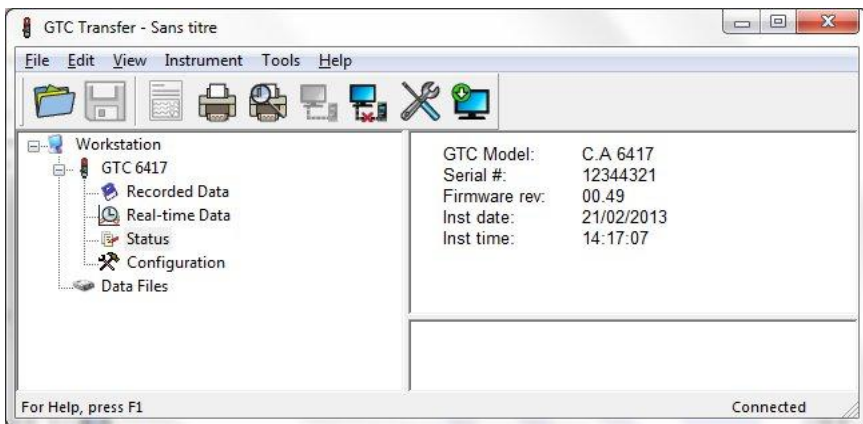 GTC Transfer - Sans titre
File Edit View Instrument Tools Help
Workstation
GTC 6417
Recorded Data
Real-time Data
Status
Configuration
Data Files
GTC Model: C.A 6417
Serial #: 12344321
Firmware rev: 00.49
Inst date: 21/02/2013
Inst time: 14:17:07
For Help, press F1 Connected